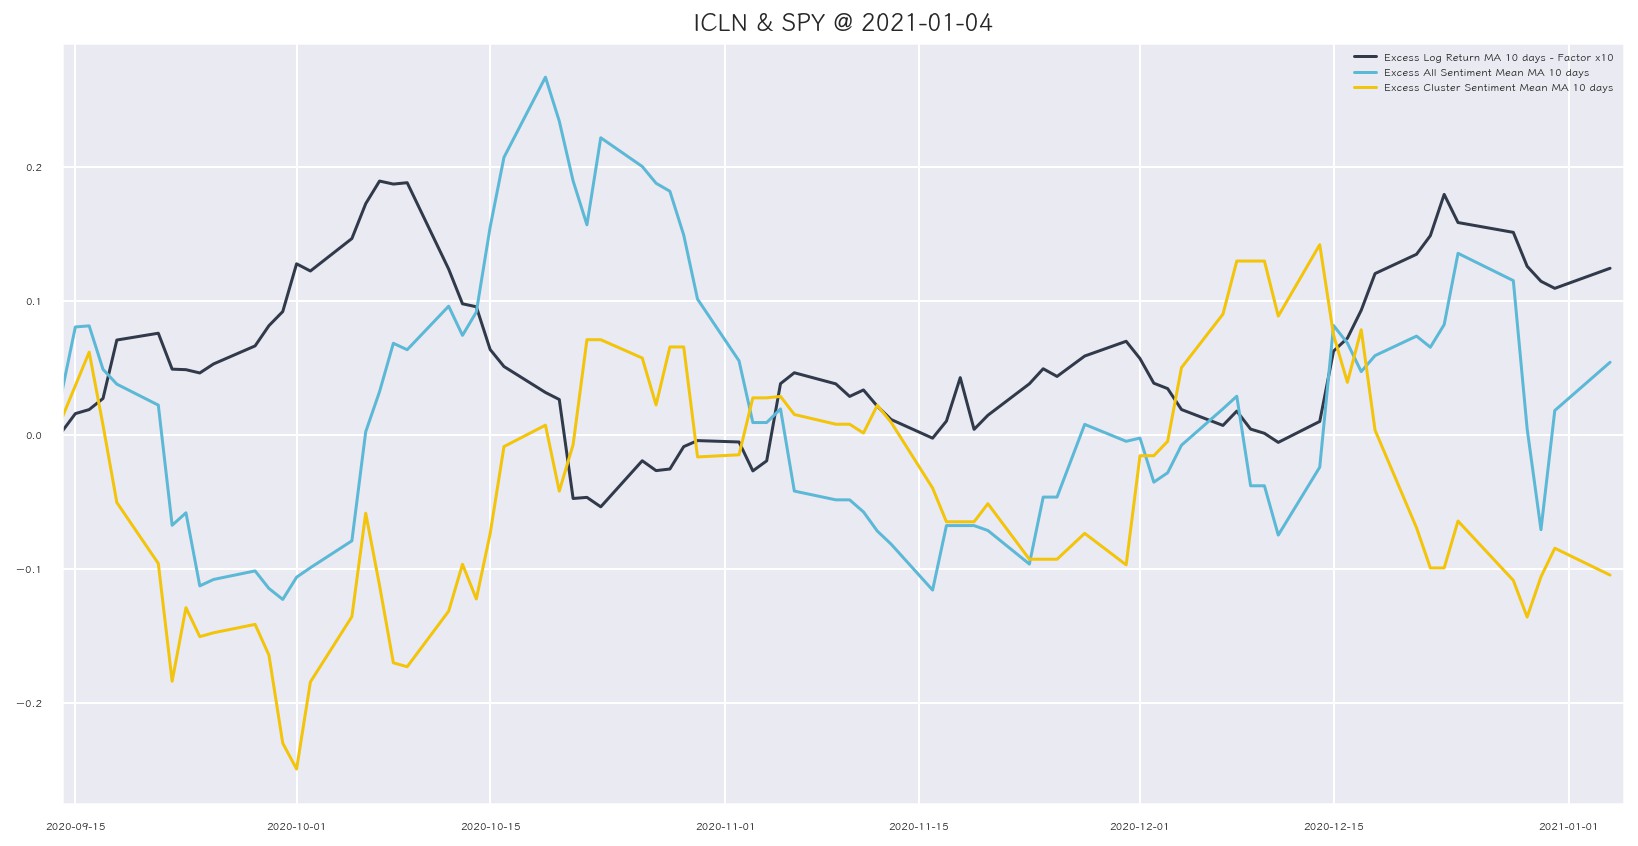 ICLN & SPY @ 2021-01-04
Excess Log Return MA 10 days - Factor x10
Excess All Sentiment Mean MA 10 days
Excess Cluster Sentiment Mean MA 10 days
0.2
0.1
0.0
−0.1
−0.2
2020-09-15 2020-10-01 2020-10-15 2020-11-01 2020-11-15 2020-12-01 2020-12-15 2021-01-01